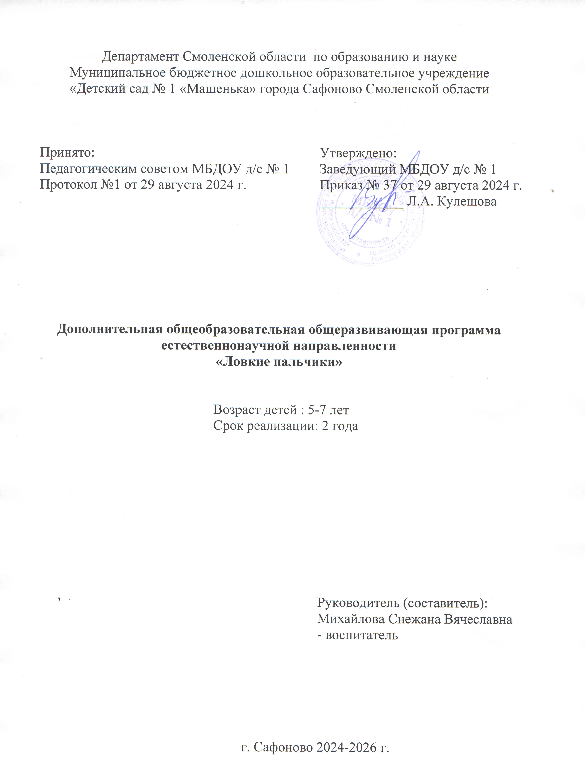 Департамент Смоленской области по образованию и науке
Муниципальное бюджетное дошкольное образовательное учреждение
«Детский сад № 1 «Машенька» города Сафоново Смоленской области
Принято:
Педагогическим советом МБДОУ д/с № 1
Протокол №1 от 29 августа 2024 г.
Утверждено:
Заведующий МБДОУ д/с № 1
Приказ № 37 от 29 августа 2024 г.
Л.А. Кулешова
Дополнительная общеобразовательная общеразвивающая программа
естественнонаучной направленности
«Ловкие пальчики»
Возраст детей : 5-7 лет
Срок реализации: 2 года
Руководитель (составитель):
Михайлова Снежана Вячеславна
- воспитатель
г. Сафоново 2024-2026 г.